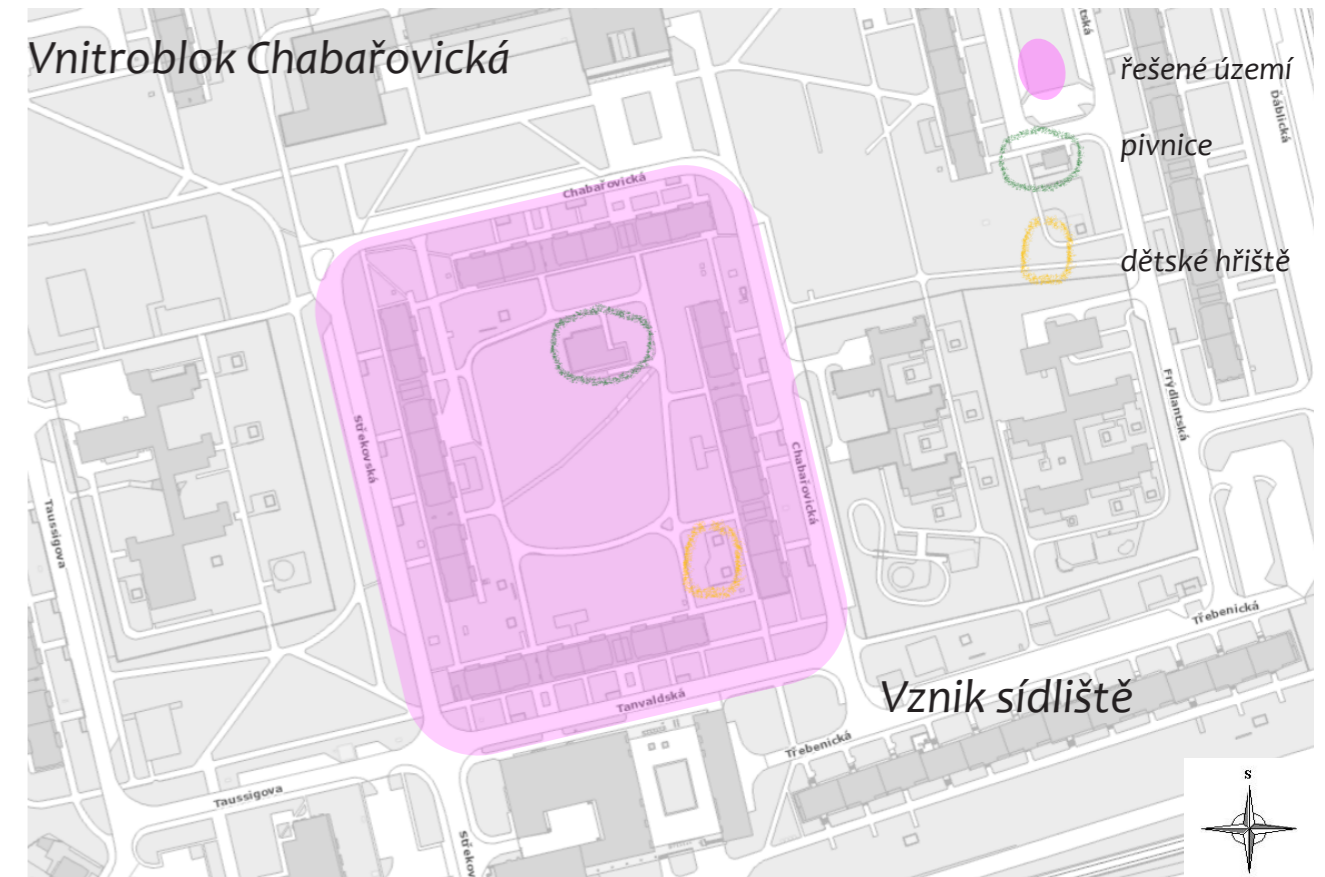 Vnitroblok Chabařovická
řešené území
pivnice
dětské hřiště
Ďáblická
Chabařovická
Střekovská
Chabařovická
Frýdlantská
Taussigova
Třebenická
Vznik sídliště
Tanvaldská
Třebenická
Taussigova
Střekov
tská
S